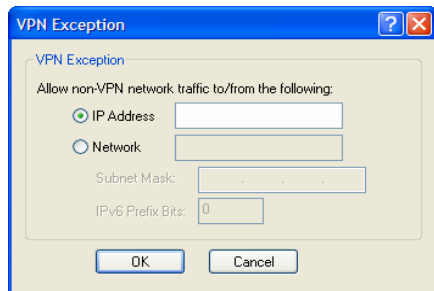 VPN Exception
VPN Exception
Allow non-VPN network traffic to/from the following:
IP Address
Network
Subnet Mask: . . .
IPv6 Prefix Bits: 0
OK Cancel